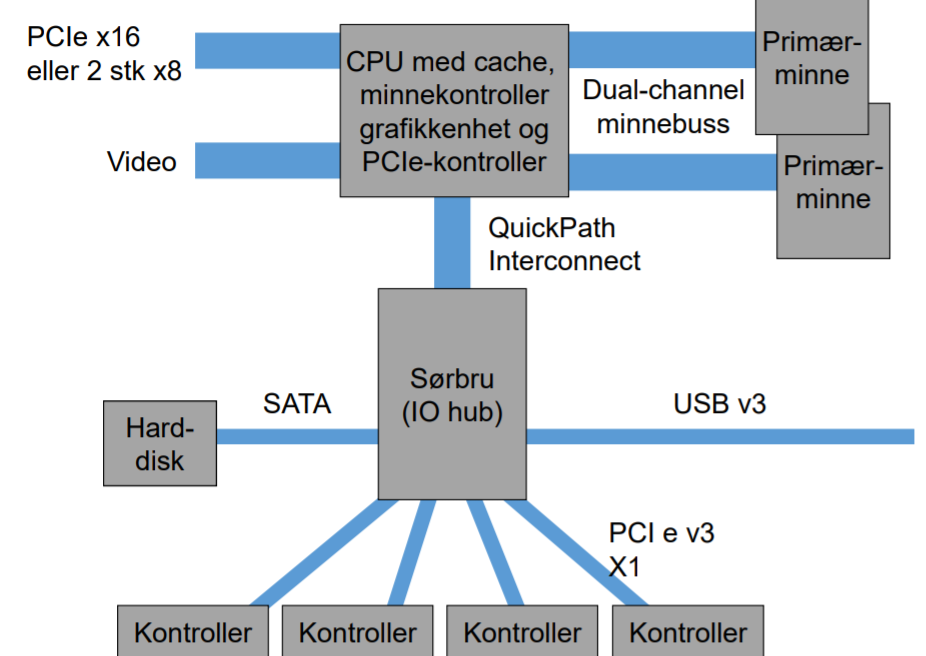 PCIe x16
eller 2 stk x8
CPU med cache,
minnekontroller
grafikkenhet og
PCIe-kontroller
Primær-
minne
Dual-channel
minnebuss
Video
Primær-
minne
QuickPath
Interconnect
Sørbru
(IO hub)
SATA
USB v3
Hard-
disk
PCI e v3
X1
Kontroller
Kontroller
Kontroller
Kontroller